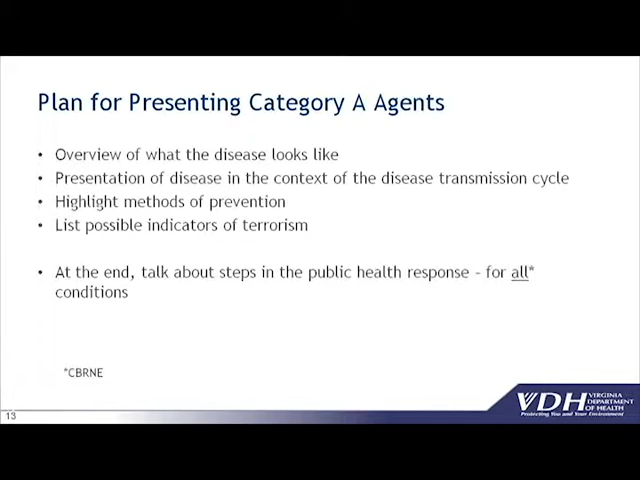 Plan for Presenting Category A Agents
• Overview of what the disease looks like
• Presentation of disease in the context of the disease transmission cycle
• Highlight methods of prevention
• List possible indicators of terrorism
• At the end, talk about steps in the public health response - for all*
conditions
*CBRNE
13
VDH VIRGINIA
DEPARTMENT
OF HEALTH
Protecting You and Your Environment